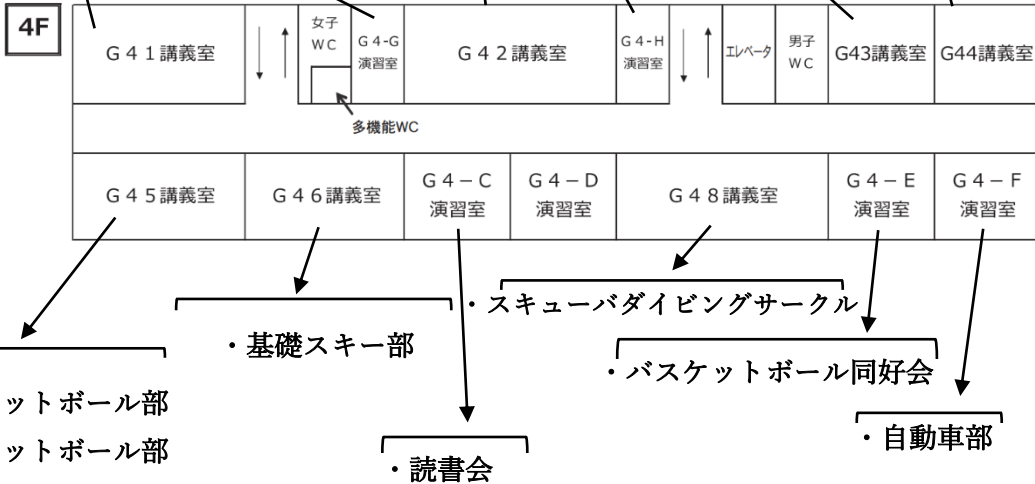 4F
G41講義室
女子
WC
G4-G
演習室
G42講義室
G4-H
演習室
エレベータ
男子
WC
G43講義室
G44講義室
多機能WC
G45講義室
G46講義室
G4-C
演習室
G4-D
演習室
G48講義室
G4-E
演習室
G4-F
演習室
・スキューバダイビングサークル
・基礎スキー部
・バスケットボール同好会
ットボール部
ットボール部
・自動車部
・読書会